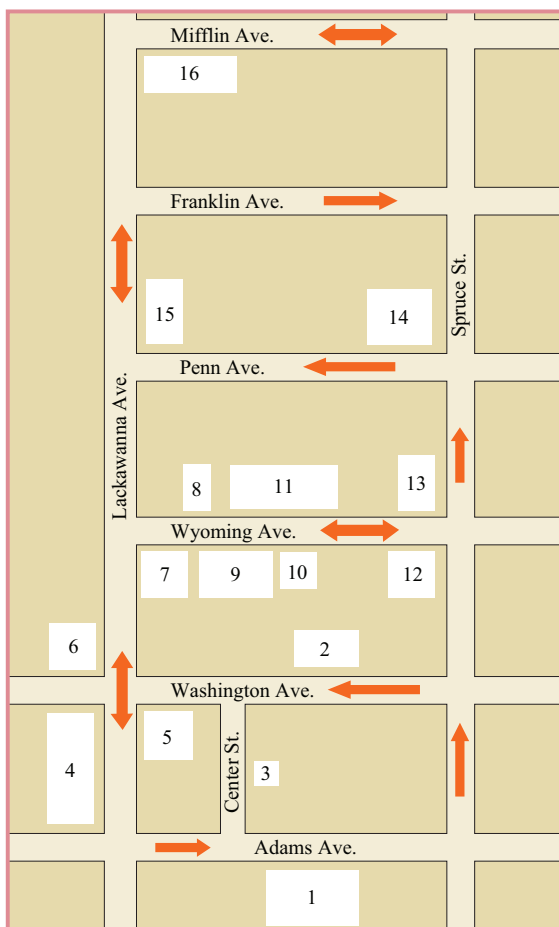 Mifflin Ave.
16
Franklin Ave.
Spruce St.
15
14
Penn Ave.
Lackawanna Ave.
8
11
13
Wyoming Ave.
7
9
10
12
6
2
Washington Ave.
5
Center St.
4
3
Adams Ave.
1